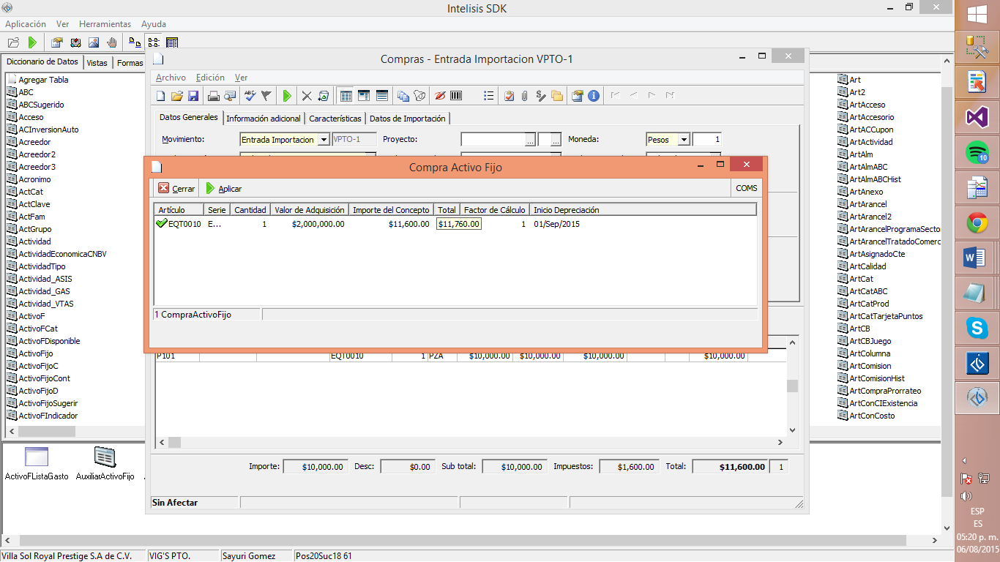 Intelisis SDK
Aplicación Ver Herramientas Ayuda
Diccionario de Datos Vistas Formas
Agregar Tabla
ABC
ABCSugerido
Acceso
ACInversionAuto
Acreedor
Acreedor2
Acreedor3
Acronimo
ActCat
ActClave
ActFam
ActGrupo
Actividad
ActividadEconomicaCNBV
ActividadTipo
Actividad_ASIS
Actividad_GAS
Actividad_VTAS
ActivoF
ActivoFCat
ActivoFDisponible
ActivoFijo
ActivoFijoC
ActivoFijoCont
ActivoFijoD
ActivoFijoSugerir
ActivoFIndicador
Compras - Entrada Importacion VPTO-1
Archivo Edición Ver
ABC
Datos Generales Información adicional Características Datos de Importación
Movimiento: Entrada Importacion VPTO-1 Proyecto: ... ... Moneda: Pesos 1
Compra Activo Fijo
Cerrar Aplicar COMS
Artículo Serie Cantidad Valor de Adquisición Importe del Concepto Total Factor de Cálculo Inicio Depreciación
EQT0010 E... 1 $2,000,000.00 $11,600.00 $11,760.00 1 01/Sep/2015
1 CompraActivoFijo
P101 EQT0010 1 PZA $10,000.00 $10,000.00 $10,000.00 $10,000.00
Importe: $10,000.00 Desc: $0.00 Sub total: $10,000.00 Impuestos: $1,600.00 Total: $11,600.00 1
Sin Afectar
Art
Art2
ArtAcceso
ArtAccesorio
ArtACCupon
ArtActividad
ArtAlm
ArtAlmABC
ArtAlmABCHist
ArtAnexo
ArtArancel
ArtArancel2
ArtArancelProgramaSecto
ArtArancelTratadoComerc
ArtAsignadoCte
ArtCalidad
ArtCat
ArtCatABC
ArtCatProd
ArtCatTarjetaPuntos
ArtCB
ArtCBJuego
ArtColumna
ArtComision
ArtComisionHist
ArtCompraProrrateo
ArtConCIExistencia
ArtConCosto
ActivoFListaGasto AuxiliarActivoFijo
Villa Sol Royal Prestige S.A de C.V. VIG'S PTO. Sayuri Gomez Pos20Suc18 61
10
ESP
ES
05:20 p. m.
06/08/2015